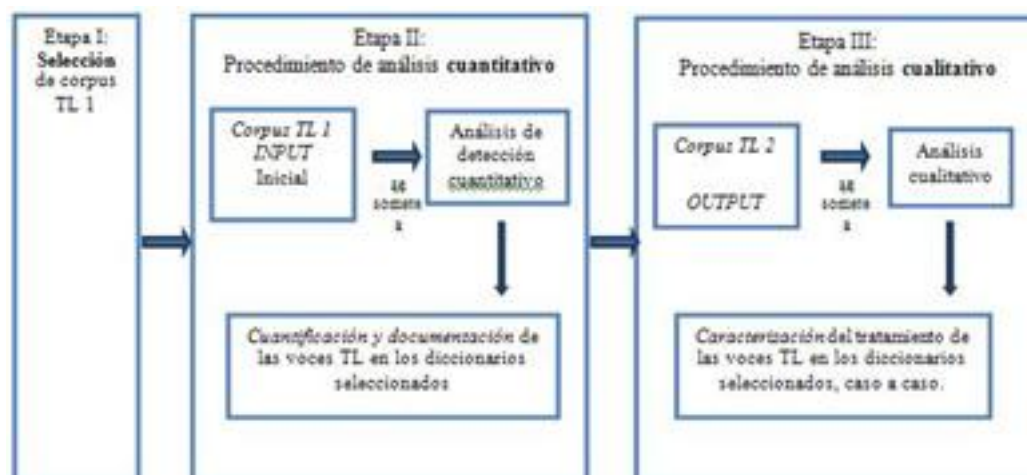 Etapa I:
Selección
de corpus
TL 1
Etapa II:
Procedimiento de análisis cuantitativo
Corpus TL 1
INPUT
Inicial
se
somete
a
Análisis de
detección
cuantitativo
Cuantificación y documentación de
las voces TL en los diccionarios
seleccionados
Etapa III:
Procedimiento de análisis cualitativo
Corpus TL 2
OUTPUT
se
somete
a
Análisis
cualitativo
Caracterización del tratamiento de
las voces TL en los diccionarios
seleccionados, caso a caso.